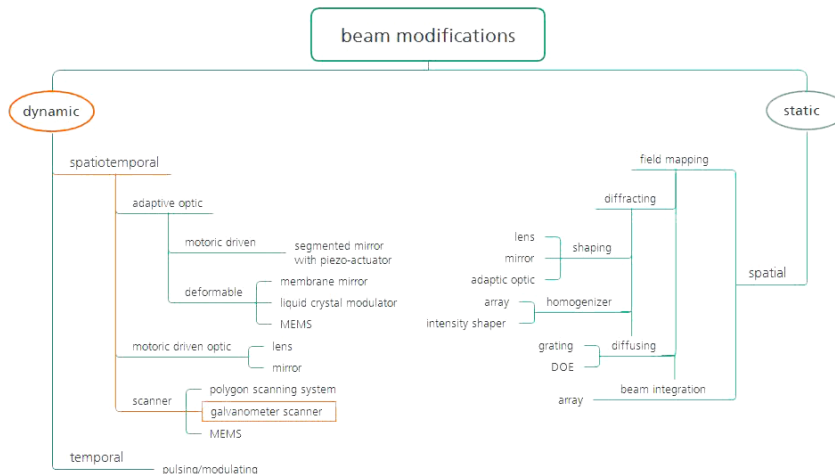 beam modifications
dynamic
static
spatiotemporal
adaptive optic
motoric driven
segmented mirror
with piezo-actuator
deformable
membrane mirror
liquid crystal modulator
MEMS
motoric driven optic
lens
mirror
scanner
polygon scanning system
galvanometer scanner
MEMS
temporal
pulsing/modulating
field mapping
diffracting
lens
shaping
mirror
adaptic optic
array
homogenizer
intensity shaper
spatial
grating
diffusing
DOE
beam integration
array